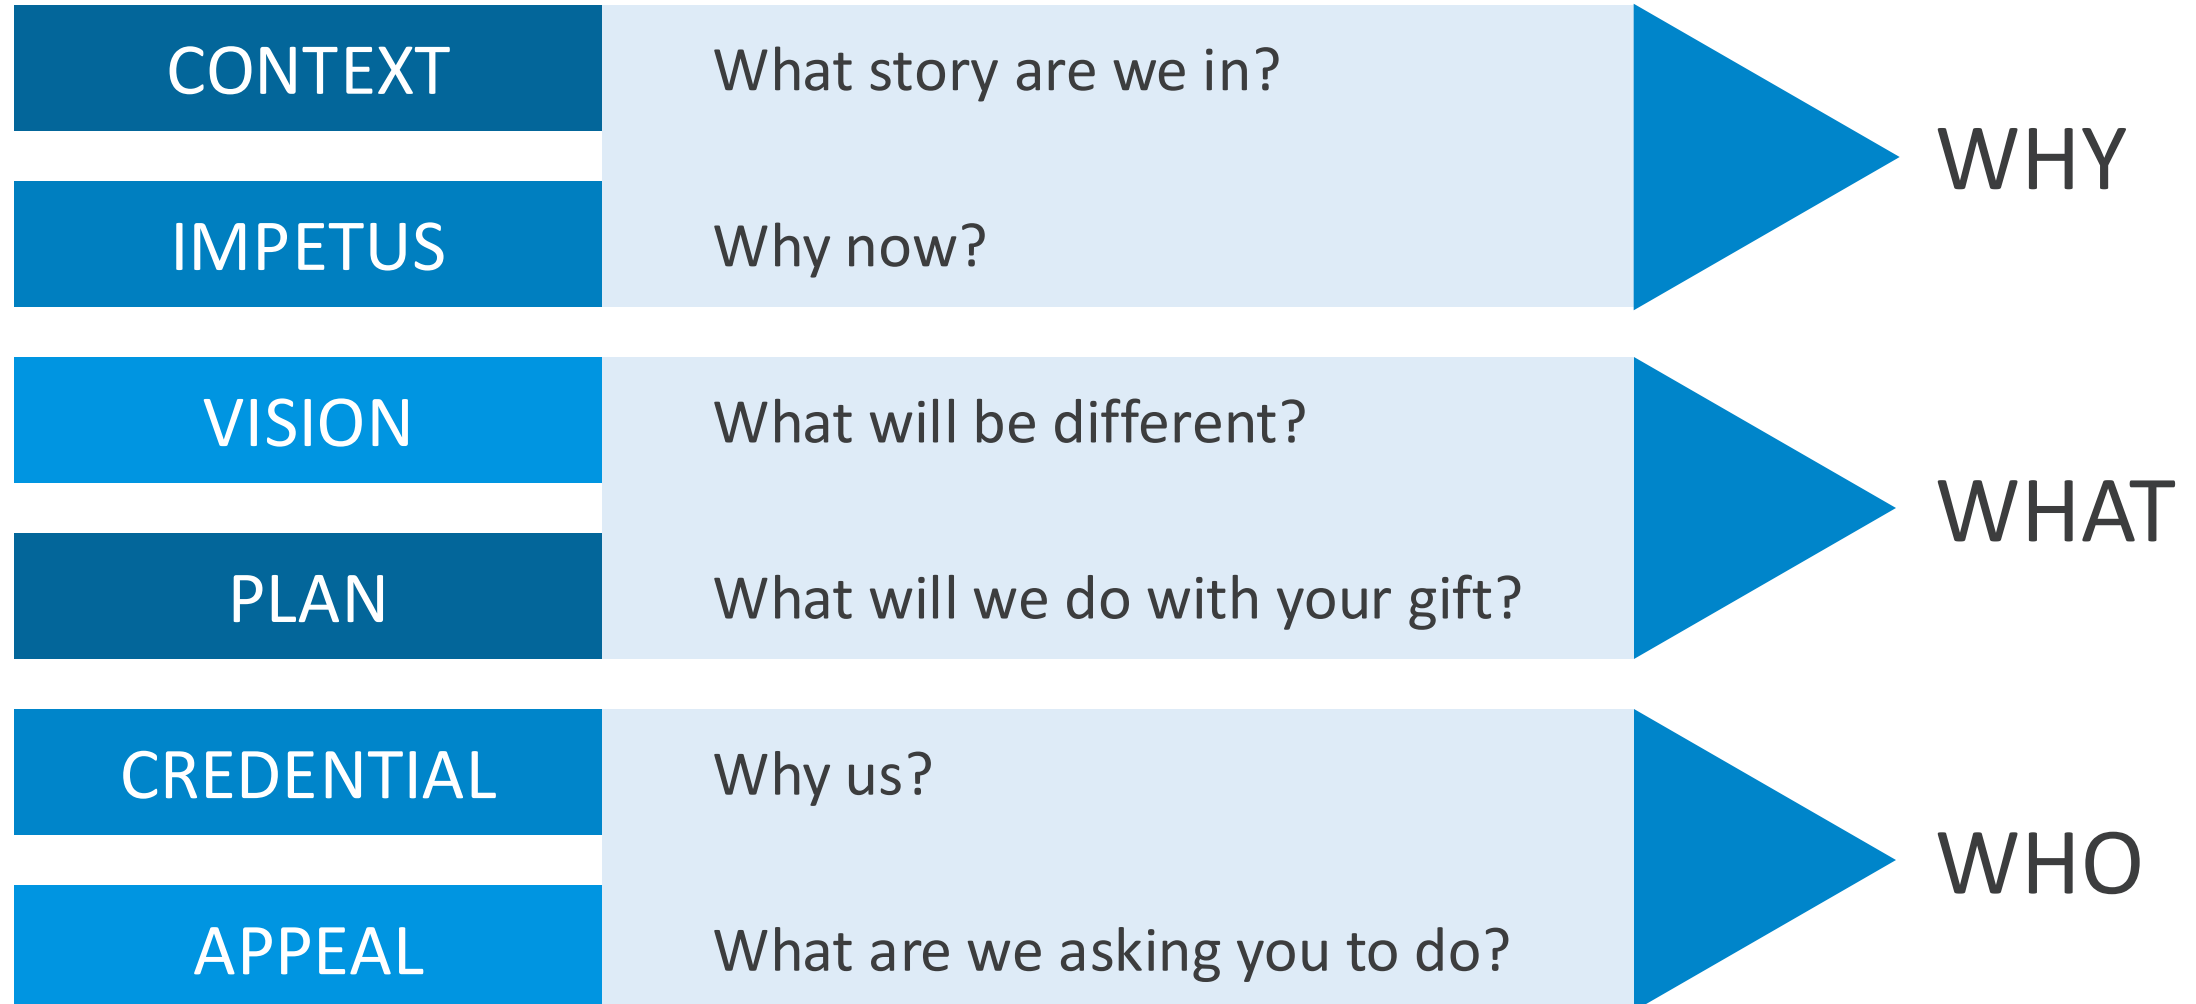 CONTEXT What story are we in?
WHY
IMPETUS Why now?
VISION What will be different?
WHAT
PLAN What will we do with your gift?
CREDENTIAL Why us?
WHO
APPEAL What are we asking you to do?